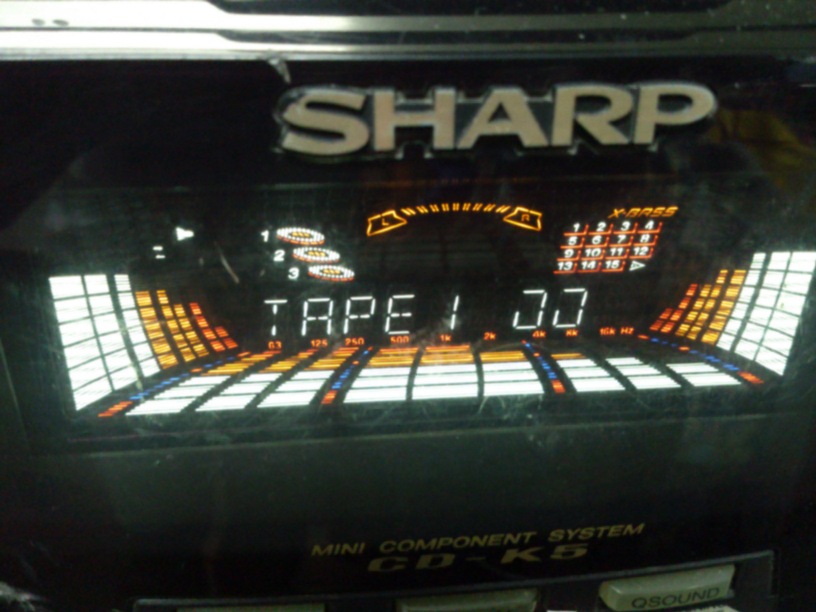 SHARP
X-BASS
L R
1 1 2 3 4
2 5 6 7 8
3 9 10 11 12
13 14 15
TAPE 1
63 125 250 500 1k 2k 4k 8k 16k Hz
MINI COMPONENT SYSTEM
CD-K5
QSOUND